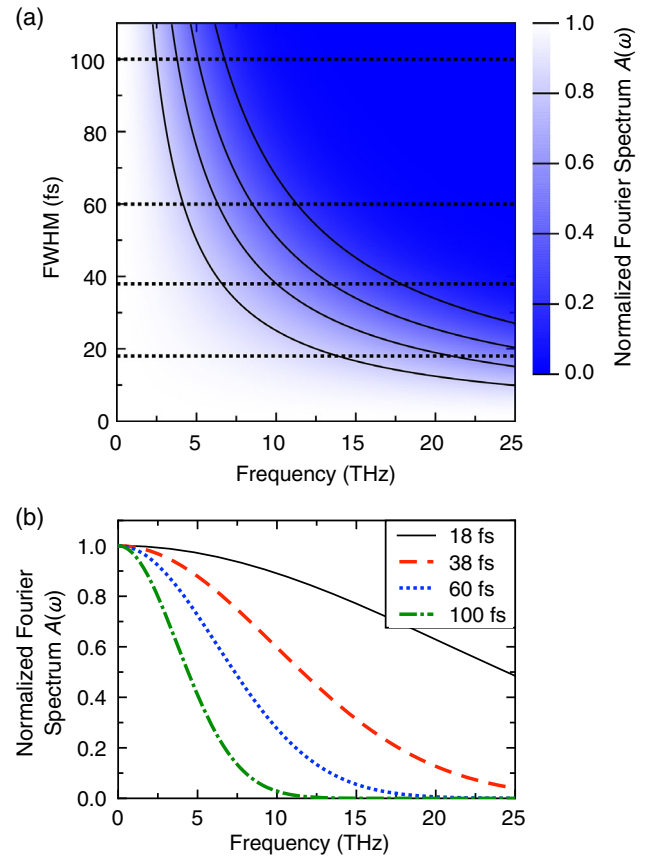 (a)
100
80
60
40
20
0
FWHM (fs)
0 5 10 15 20 25
Frequency (THz)
1.0
0.8
0.6
0.4
0.2
0.0
Normalized Fourier Spectrum A(ω)
(b)
1.0
0.8
0.6
0.4
0.2
0.0
Normalized Fourier
Spectrum A(ω)
18 fs
38 fs
60 fs
100 fs
0 5 10 15 20 25
Frequency (THz)